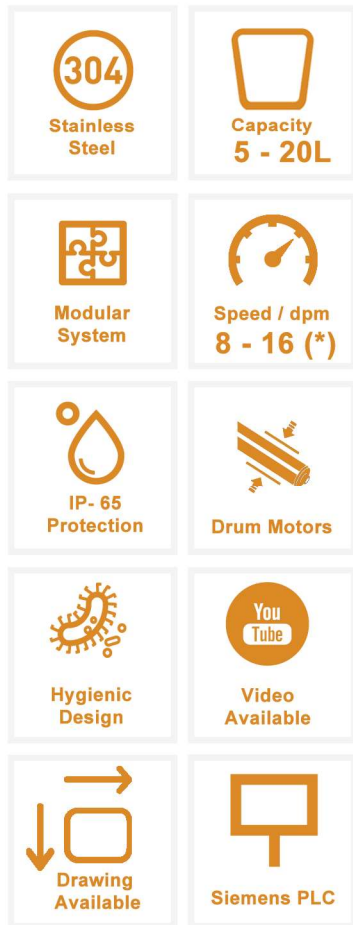 304
Stainless
Steel
Capacity
5 - 20L
Modular
System
Speed / dpm
8 - 16 (*)
IP- 65
Protection
Drum Motors
Hygienic
Design
You
Tube
Video
Available
Drawing
Available
Siemens PLC